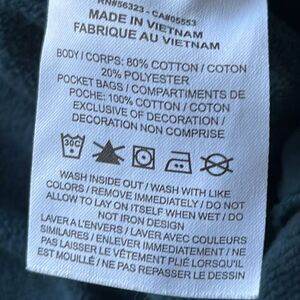 RN#56323 - CA#05553
MADE IN VIETNAM
FABRIQUE AU VIETNAM
BODY / CORPS: 80% COTTON / COTON
20% POLYESTER
POCKET BAGS / COMPARTIMENTS DE
POCHE: 100% COTTON / COTON
EXCLUSIVE OF DECORATION /
DECORATION NON COMPRISE
30C
WASH INSIDE OUT / WASH WITH LIKE
COLORS / REMOVE IMMEDIATELY / DO NOT
ALLOW TO LAY ON ITSELF WHEN WET / DO
NOT IRON DESIGN
LAVER A L'ENVERS / LAVER AVEC COULEURS
SIMILAIRES / ENLEVER IMMEDIATEMENT / NE
PAS LAISSER LE VÊTEMENT PLIÉ LORSQU'IL
EST MOUILLÉ / NE PAS REPASSER LE DESSIN